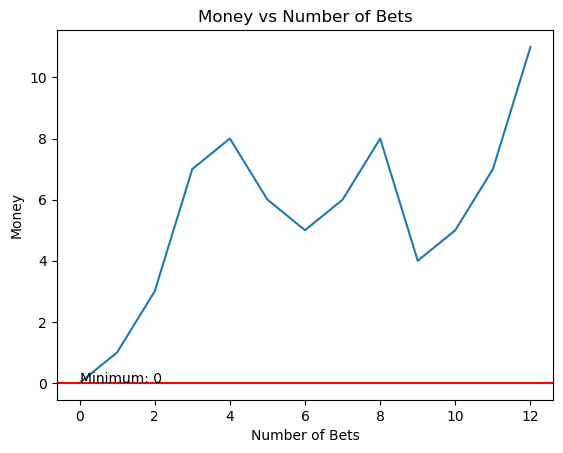 Money vs Number of Bets
10
8
6
4
2
0
Money
Minimum: 0
0 2 4 6 8 10 12
Number of Bets